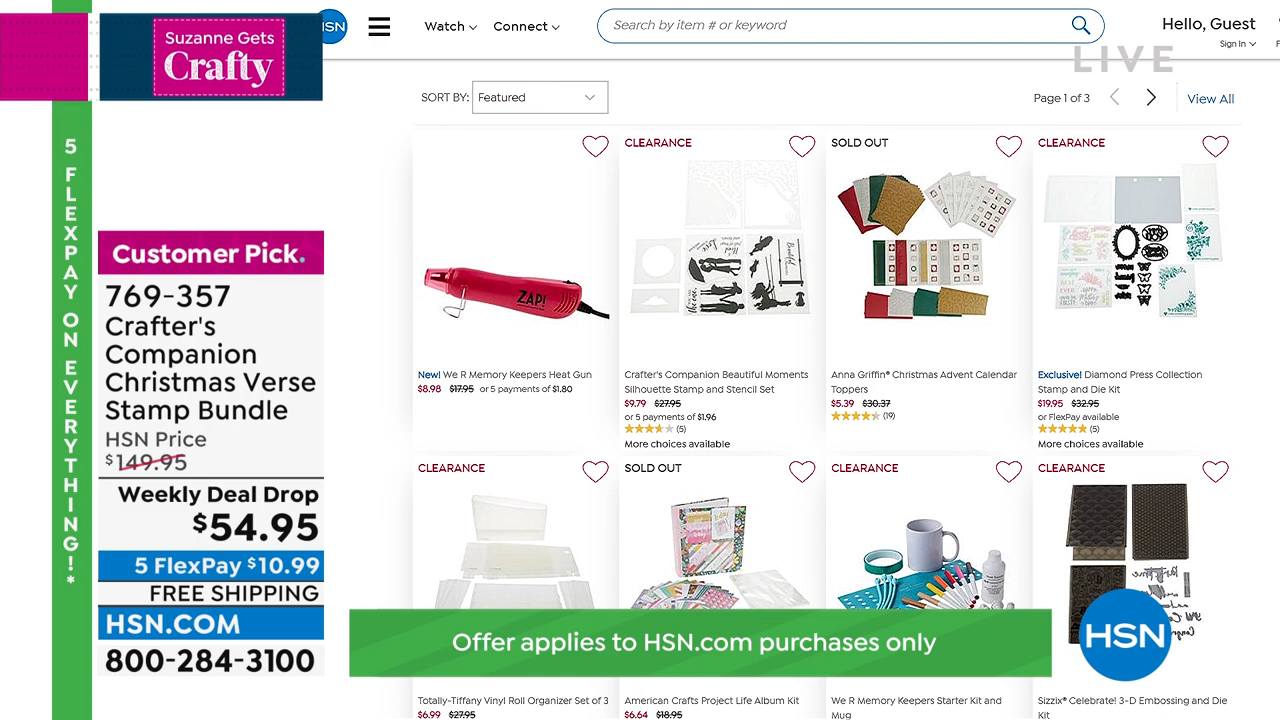 Suzanne Gets
Crafty
5 FLEXPAY ON EVERYTHING!*
Customer Pick.
769-357
Crafter's
Companion
Christmas Verse
Stamp Bundle
HSN Price
$149.95
Weekly Deal Drop
$54.95
5 FlexPay $10.99
FREE SHIPPING
HSN.COM
800-284-3100
HSN
Watch
Connect
Search by item # or keyword
Hello, Guest
Sign In
LIVE
SORT BY: Featured
Page 1 of 3
View All
ZAP!
New! We R Memory Keepers Heat Gun
$8.98 $17.95 or 5 payments of $1.80
CLEARANCE
Crafter's Companion Beautiful Moments
Silhouette Stamp and Stencil Set
$9.79 $27.95
or 5 payments of $1.96
(5)
More choices available
SOLD OUT
Anna Griffin® Christmas Advent Calendar
Toppers
$5.39 $30.37
(19)
CLEARANCE
Exclusive! Diamond Press Collection
Stamp and Die Kit
$19.95 $32.95
or FlexPay available
(5)
More choices available
CLEARANCE
Totally-Tiffany Vinyl Roll Organizer Set of 3
$6.99 $27.95
SOLD OUT
American Crafts Project Life Album Kit
$6.64 $18.95
CLEARANCE
We R Memory Keepers Starter Kit and
Mug
CLEARANCE
Sizzix® Celebrate! 3-D Embossing and Die
Kit
Offer applies to HSN.com purchases only
HSN